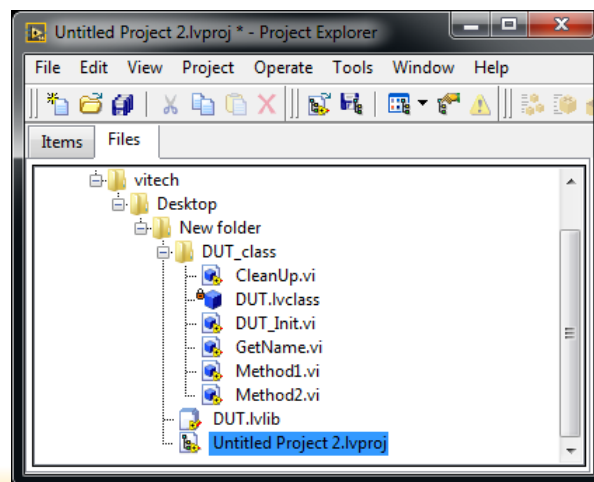 Untitled Project 2.lvproj * - Project Explorer
File Edit View Project Operate Tools Window Help
Items Files
vitech
Desktop
New folder
DUT_class
CleanUp.vi
DUT.lvclass
DUT_Init.vi
GetName.vi
Method1.vi
Method2.vi
DUT.lvlib
Untitled Project 2.lvproj